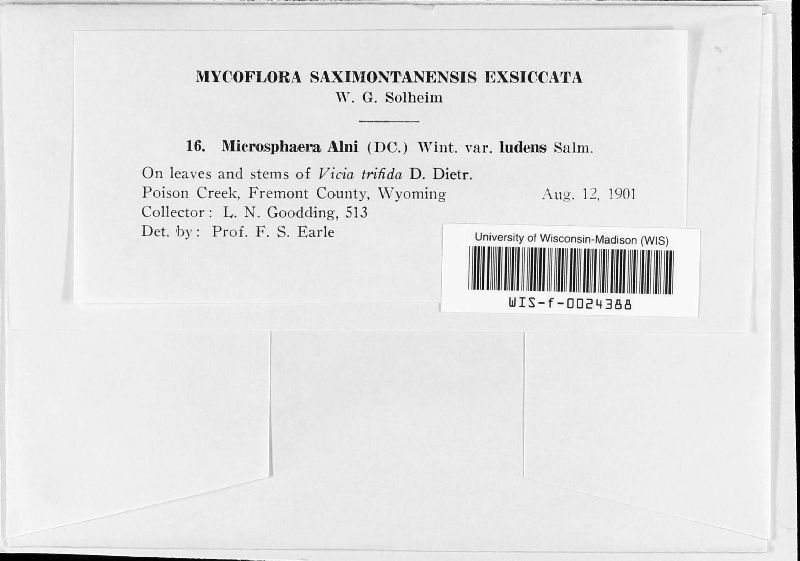 MYCOFLORA SAXIMONTANENSIS EXSICCATA
W. G. Solheim
16. Microsphaera Alni (DC.) Wint. var. ludens Salm.
On leaves and stems of Vicia trifida D. Dietr.
Poison Creek, Fremont County, Wyoming Aug. 12, 1901
Collector: L. N. Goodding, 513
Det. by: Prof. F. S. Earle
University of Wisconsin-Madison (WIS)
WIS-f-0024388